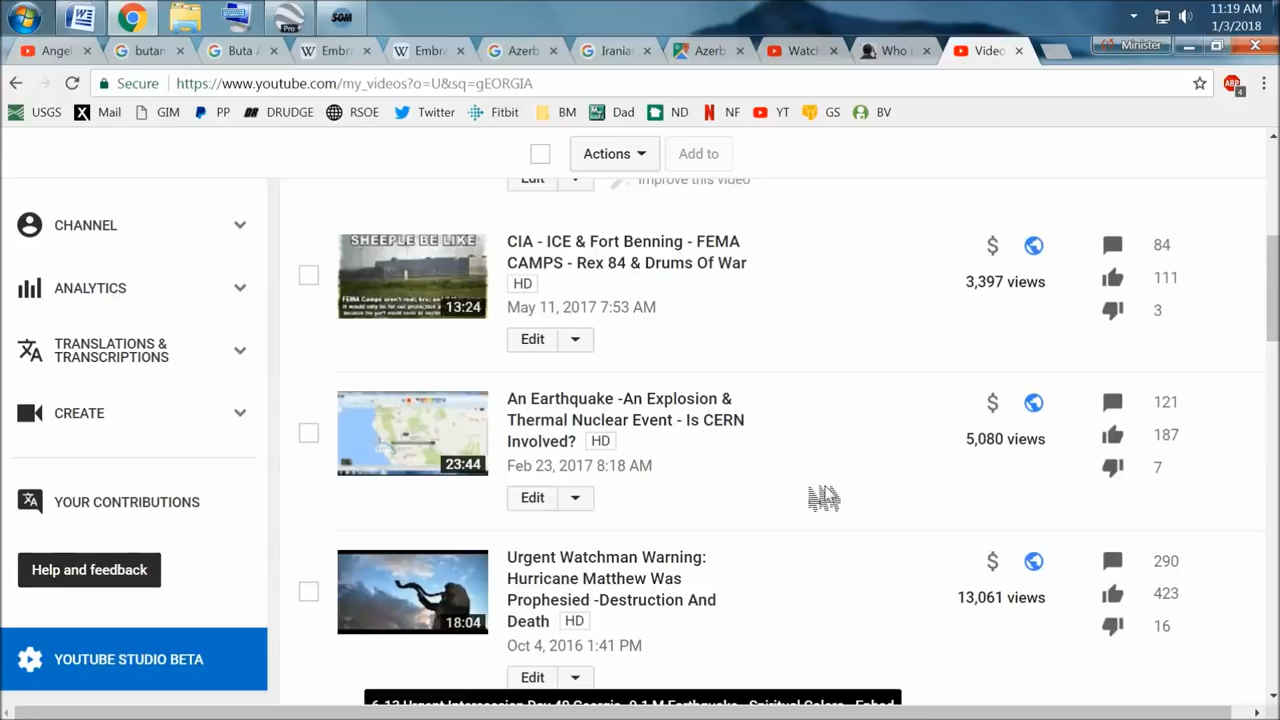 SOM
Pro
11:19 AM
1/3/2018
Angel
butan
Buta A
Embra
Embre
Azerb
Iranian
Azerb
Watch
Who i
Video
Minister
Secure
https://www.youtube.com/my_videos?o=U&sq=gEORGIA
ABP
4
USGS
Mail
GIM
PP
DRUDGE
RSOE
Twitter
Fitbit
BM
Dad
ND
NF
YT
GS
BV
Actions
Add to
Edit
Improve this video
CHANNEL
ANALYTICS
TRANSLATIONS &
TRANSCRIPTIONS
CREATE
YOUR CONTRIBUTIONS
Help and feedback
YOUTUBE STUDIO BETA
SHEEPLE BE LIKE
13:24
CIA - ICE & Fort Benning - FEMA
CAMPS - Rex 84 & Drums Of War
HD
May 11, 2017 7:53 AM
Edit
$
3,397 views
84
111
3
23:44
An Earthquake -An Explosion &
Thermal Nuclear Event - Is CERN
Involved? HD
Feb 23, 2017 8:18 AM
Edit
$
5,080 views
121
187
7
18:04
Urgent Watchman Warning:
Hurricane Matthew Was
Prophesied -Destruction And
Death HD
Oct 4, 2016 1:41 PM
Edit
$
13,061 views
290
423
16